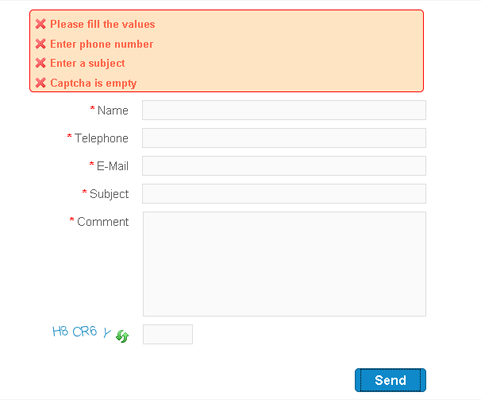 Please fill the values
Enter phone number
Enter a subject
Captcha is empty
* Name
* Telephone
* E-Mail
* Subject
* Comment
H8 CR6 Y
Send